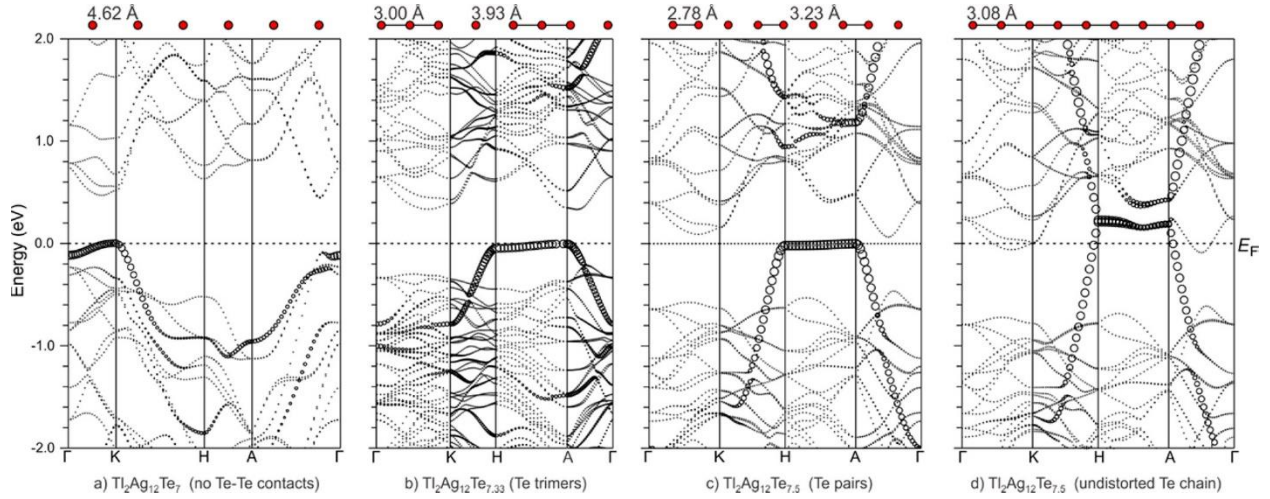 4.62 Å
3.00 Å 3.93 Å
2.78 Å 3.23 Å
3.08 Å
Energy (eV)
2.0
1.0
0.0
-1.0
-2.0
E_F
Γ K H A Γ
Γ K H A Γ
Γ K H A Γ
Γ K H A Γ
a) Tl₂Ag₁₂Te₇ (no Te-Te contacts)
b) Tl₂Ag₁₂Te₇.₃₃ (Te trimers)
c) Tl₂Ag₁₂Te₇.₅ (Te pairs)
d) Tl₂Ag₁₂Te₇.₅ (undistorted Te chain)